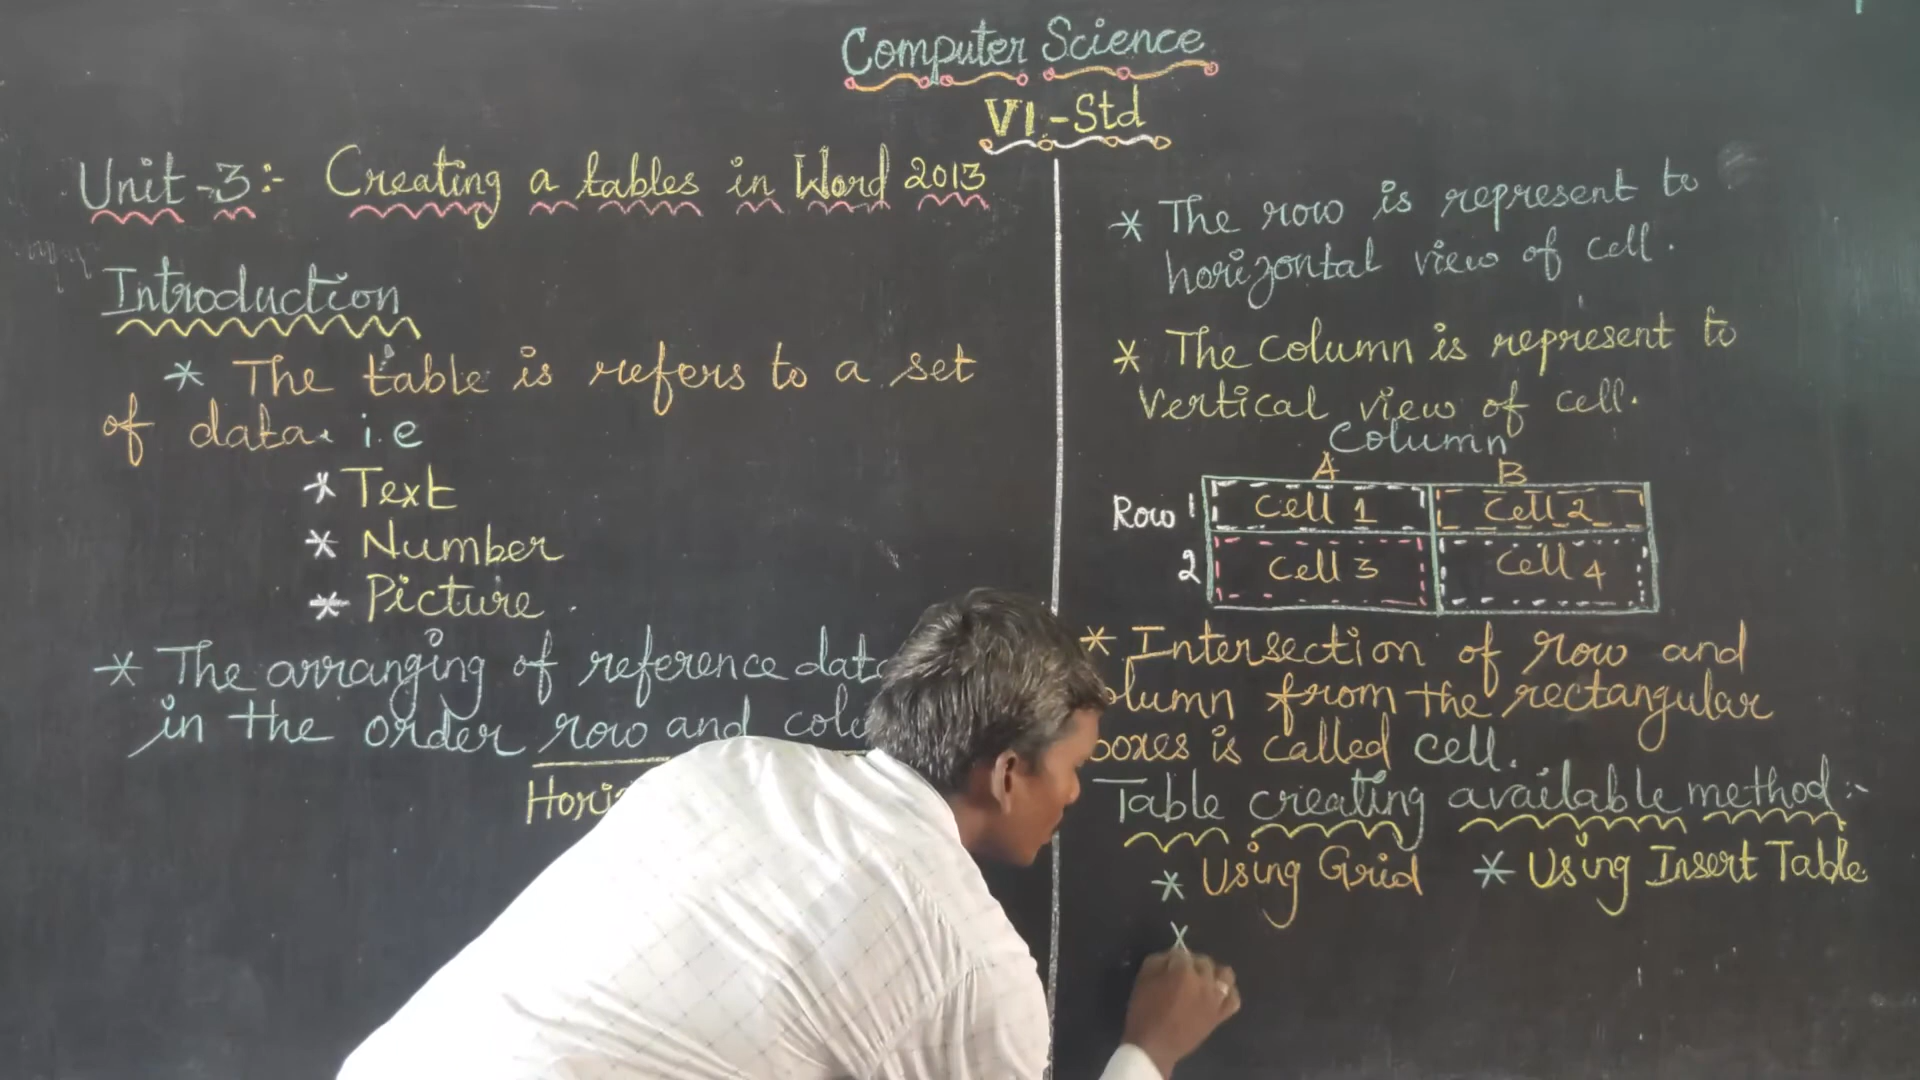 Computer Science
VI - Std
Unit - 3 :- Creating a tables in Word 2013
Introduction
* The table is refers to a set
of data. i.e
* Text
* Number
* Picture
* The arranging of reference
in the order row and
* The row is represent to
horizontal view of cell.
* The column is represent to
Vertical view of cell.
Column
A B
Row 1 Cell 1 Cell 2
2 Cell 3 Cell 4
* Intersection of row and
from the rectangular
is called cell.
Table creating available method :-
* Using Grid * Using Insert Table
*